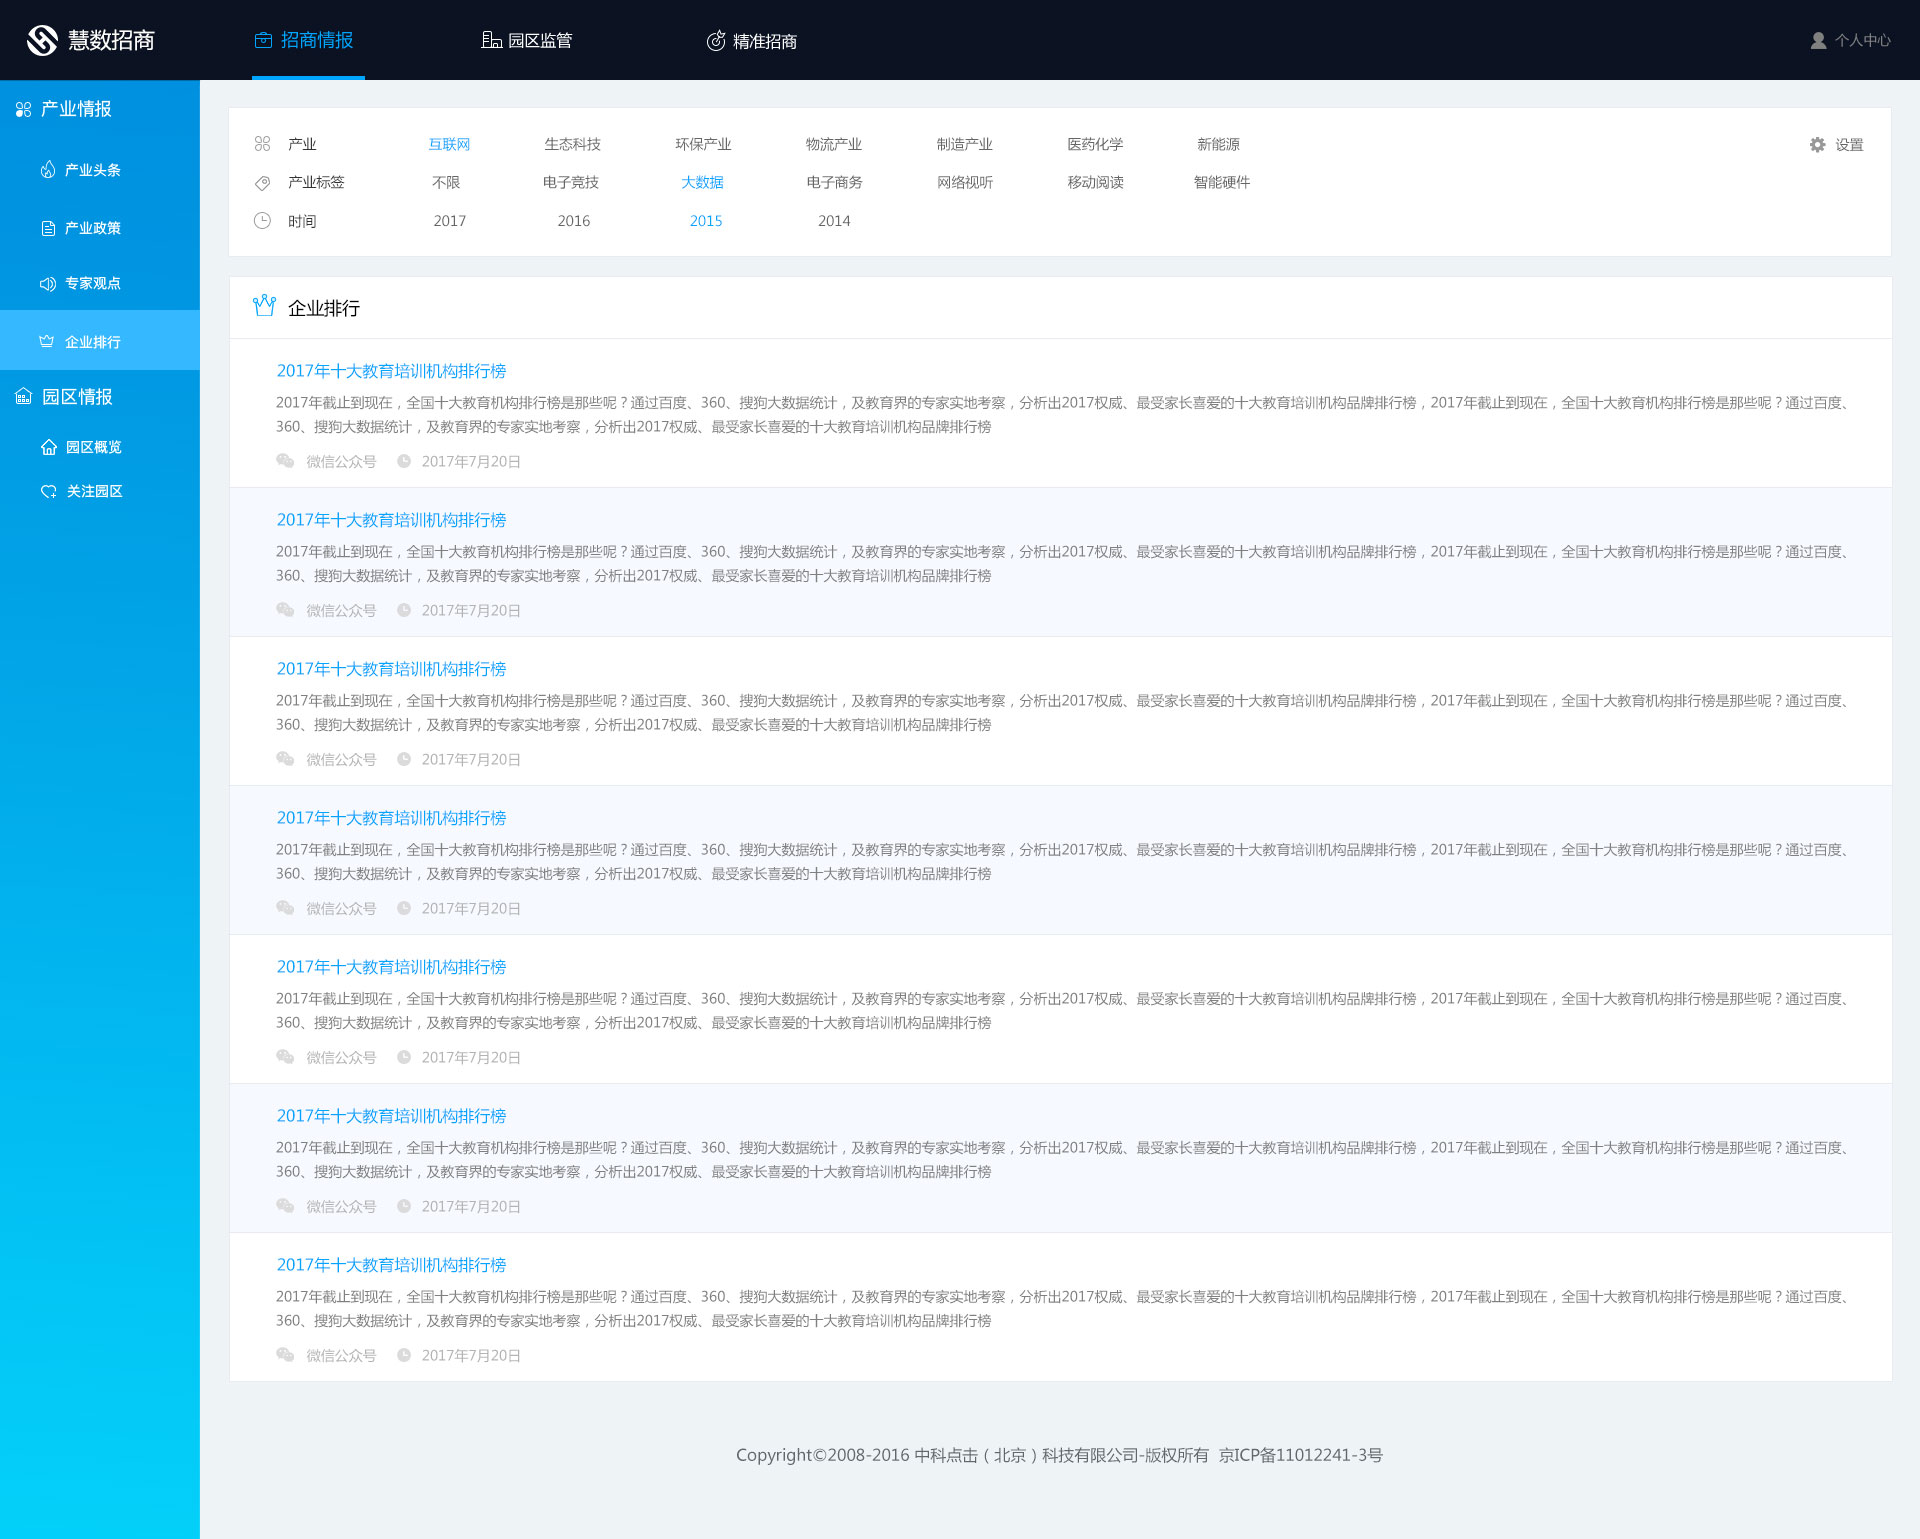 慧数招商 招商情报 园区监管 精准招商 个人中心
产业情报
产业头条
产业政策
专家观点
企业排行
园区情报
园区概览
关注园区
产业 互联网 生态科技 环保产业 物流产业 制造产业 医药化学 新能源 设置
产业标签 不限 电子竞技 大数据 电子商务 网络视听 移动阅读 智能硬件
时间 2017 2016 2015 2014
企业排行
2017年十大教育培训机构排行榜
2017年截止到现在，全国十大教育机构排行榜是那些呢？通过百度、360、搜狗大数据统计，及教育界的专家实地考察，分析出2017权威、最受家长喜爱的十大教育培训机构品牌排行榜，2017年截止到现在，全国十大教育机构排行榜是那些呢？通过百度、
360、搜狗大数据统计，及教育界的专家实地考察，分析出2017权威、最受家长喜爱的十大教育培训机构品牌排行榜
微信公众号 2017年7月20日
2017年十大教育培训机构排行榜
2017年截止到现在，全国十大教育机构排行榜是那些呢？通过百度、360、搜狗大数据统计，及教育界的专家实地考察，分析出2017权威、最受家长喜爱的十大教育培训机构品牌排行榜，2017年截止到现在，全国十大教育机构排行榜是那些呢？通过百度、
360、搜狗大数据统计，及教育界的专家实地考察，分析出2017权威、最受家长喜爱的十大教育培训机构品牌排行榜
微信公众号 2017年7月20日
2017年十大教育培训机构排行榜
2017年截止到现在，全国十大教育机构排行榜是那些呢？通过百度、360、搜狗大数据统计，及教育界的专家实地考察，分析出2017权威、最受家长喜爱的十大教育培训机构品牌排行榜，2017年截止到现在，全国十大教育机构排行榜是那些呢？通过百度、
360、搜狗大数据统计，及教育界的专家实地考察，分析出2017权威、最受家长喜爱的十大教育培训机构品牌排行榜
微信公众号 2017年7月20日
2017年十大教育培训机构排行榜
2017年截止到现在，全国十大教育机构排行榜是那些呢？通过百度、360、搜狗大数据统计，及教育界的专家实地考察，分析出2017权威、最受家长喜爱的十大教育培训机构品牌排行榜，2017年截止到现在，全国十大教育机构排行榜是那些呢？通过百度、
360、搜狗大数据统计，及教育界的专家实地考察，分析出2017权威、最受家长喜爱的十大教育培训机构品牌排行榜
微信公众号 2017年7月20日
2017年十大教育培训机构排行榜
2017年截止到现在，全国十大教育机构排行榜是那些呢？通过百度、360、搜狗大数据统计，及教育界的专家实地考察，分析出2017权威、最受家长喜爱的十大教育培训机构品牌排行榜，2017年截止到现在，全国十大教育机构排行榜是那些呢？通过百度、
360、搜狗大数据统计，及教育界的专家实地考察，分析出2017权威、最受家长喜爱的十大教育培训机构品牌排行榜
微信公众号 2017年7月20日
2017年十大教育培训机构排行榜
2017年截止到现在，全国十大教育机构排行榜是那些呢？通过百度、360、搜狗大数据统计，及教育界的专家实地考察，分析出2017权威、最受家长喜爱的十大教育培训机构品牌排行榜，2017年截止到现在，全国十大教育机构排行榜是那些呢？通过百度、
360、搜狗大数据统计，及教育界的专家实地考察，分析出2017权威、最受家长喜爱的十大教育培训机构品牌排行榜
微信公众号 2017年7月20日
2017年十大教育培训机构排行榜
2017年截止到现在，全国十大教育机构排行榜是那些呢？通过百度、360、搜狗大数据统计，及教育界的专家实地考察，分析出2017权威、最受家长喜爱的十大教育培训机构品牌排行榜，2017年截止到现在，全国十大教育机构排行榜是那些呢？通过百度、
360、搜狗大数据统计，及教育界的专家实地考察，分析出2017权威、最受家长喜爱的十大教育培训机构品牌排行榜
微信公众号 2017年7月20日
Copyright©2008-2016 中科点击（北京）科技有限公司-版权所有 京ICP备11012241-3号